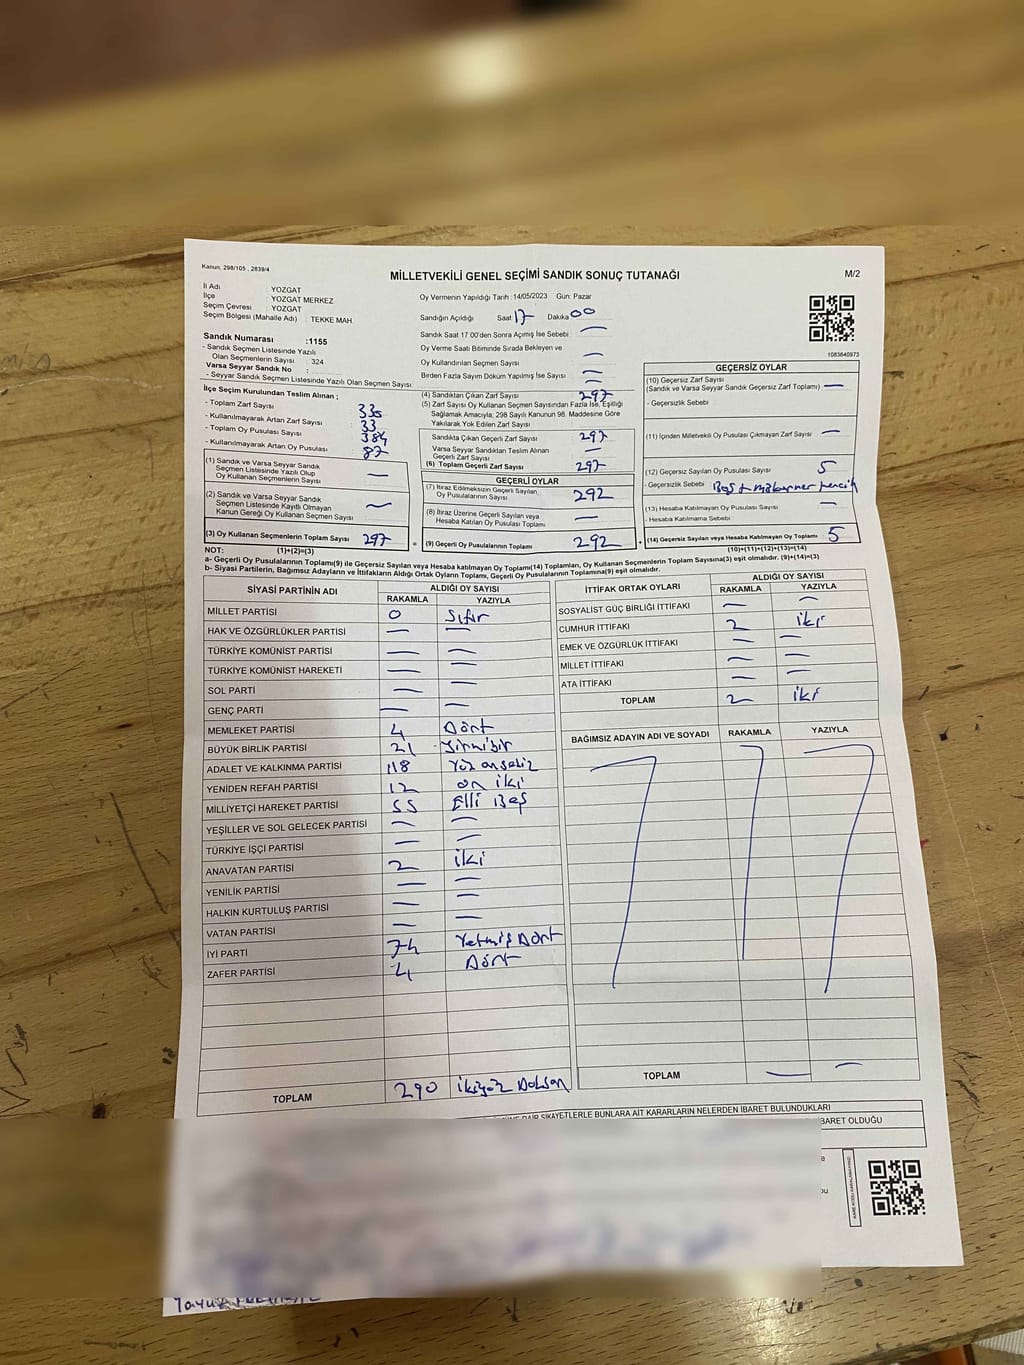 Kanun; 298/105 , 2839/4
MİLLETVEKİLİ GENEL SEÇİMİ SANDIK SONUÇ TUTANAĞI
M/2
İl Adı : YOZGAT
İlçe : YOZGAT MERKEZ
Seçim Çevresi : YOZGAT
Seçim Bölgesi (Mahalle Adı) : TEKKE MAH.
Sandık Numarası :1155
- Sandık Seçmen Listesinde Yazılı
Olan Seçmenlerin Sayısı : 324
Varsa Seyyar Sandık No :
- Seyyar Sandık Seçmen Listesinde Yazılı Olan Seçmen Sayısı:
Oy Vermenin Yapıldığı Tarih :14/05/2023 Gün: Pazar
Sandığın Açıldığı Saat 17 Dakika 00
Sandık Saat 17.00'den Sonra Açımış İse Sebebi : —
Oy Verme Saati Bitiminde Sırada Bekleyen ve
Oy Kullandırılan Seçmen Sayısı —
Birden Fazla Sayım Döküm Yapılmış İse Sayısı : —
1083640973
İlçe Seçim Kurulundan Teslim Alınan ;
- Toplam Zarf Sayısı 330
- Kullanılmayarak Artan Zarf Sayısı 33
- Toplam Oy Pusulası Sayısı 384
- Kullanılmayarak Artan Oy Pusulası 87
(1) Sandık ve Varsa Seyyar Sandık
Seçmen Listesinde Yazılı Olup
Oy Kullanan Seçmenlerin Sayısı —
(2) Sandık ve Varsa Seyyar Sandık
Seçmen Listesinde Kayıtlı Olmayan
Kanun Gereği Oy Kullanan Seçmen Sayısı —
(3) Oy Kullanan Seçmenlerin Toplam Sayısı 297
(1)+(2)=(3)
(4) Sandıktan Çıkan Zarf Sayısı 297
(5) Zarf Sayısı Oy Kullanan Seçmen Sayısından Fazla İse, Eşitliği
Sağlamak Amacıyla, 298 Sayılı Kanunun 98. Maddesine Göre
Yakılarak Yok Edilen Zarf Sayısı
Sandıkta Çıkan Geçerli Zarf Sayısı 297
Varsa Seyyar Sandıktan Teslim Alınan
Geçerli Zarf Sayısı —
(6) Toplam Geçerli Zarf Sayısı 297
GEÇERLİ OYLAR
(7) İtiraz Edilmeksizin Geçerli Sayılan
Oy Pusulalarının Sayısı 292
(8) İtiraz Üzerine Geçerli Sayılan veya
Hesaba Katılan Oy Pusulası Toplamı —
= (9) Geçerli Oy Pusulalarının Toplamı 292
GEÇERSİZ OYLAR
(10) Geçersiz Zarf Sayısı
(Sandık ve Varsa Seyyar Sandık Geçersiz Zarf Toplamı) —
- Geçersizlik Sebebi
(11) İçinden Milletvekili Oy Pusulası Çıkmayan Zarf Sayısı —
(12) Geçersiz Sayılan Oy Pusulası Sayısı 5
- Geçersizlik Sebebi Boş +
(13) Hesaba Katılmayan Oy Pusulası Sayısı —
- Hesaba Katılmama Sebebi
+ (14) Geçersiz Sayılan veya Hesaba Katılmayan Oy Toplamı 5
(10)+(11)+(12)+(13)=(14)
NOT:
a- Geçerli Oy Pusulalarının Toplamı(9) ile Geçersiz Sayılan veya Hesaba katılmayan Oy Toplamı(14) Toplamları, Oy Kullanan Seçmenlerin Toplam Sayısına(3) eşit olmalıdır. (9)+(14)=(3)
b- Siyasi Partilerin, Bağımsız Adayların ve İttifakların Aldığı Ortak Oyların Toplamı, Geçerli Oy Pusulalarının Toplamına(9) eşit olmalıdır.
SİYASİ PARTİNİN ADI ALDIĞI OY SAYISI
RAKAMLA YAZIYLA
MİLLET PARTİSİ 0 Sıfır
HAK VE ÖZGÜRLÜKLER PARTİSİ — —
TÜRKİYE KOMÜNİST PARTİSİ — —
TÜRKİYE KOMÜNİST HAREKETİ — —
SOL PARTİ — —
GENÇ PARTİ — —
MEMLEKET PARTİSİ 4 Dört
BÜYÜK BİRLİK PARTİSİ 21 Yirmibir
ADALET VE KALKINMA PARTİSİ 118 Yüz onsekiz
YENİDEN REFAH PARTİSİ 12 on iki
MİLLİYETÇİ HAREKET PARTİSİ 55 Elli Beş
YEŞİLLER VE SOL GELECEK PARTİSİ — —
TÜRKİYE İŞÇİ PARTİSİ — —
ANAVATAN PARTİSİ 2 iki
YENİLİK PARTİSİ — —
HALKIN KURTULUŞ PARTİSİ — —
VATAN PARTİSİ —
İYİ PARTİ 74 Yetmiş Dört
ZAFER PARTİSİ 4 Dört
TOPLAM 290 ikiyüz Doksan
İTTİFAK ORTAK OYLARI ALDIĞI OY SAYISI
RAKAMLA YAZIYLA
SOSYALİST GÜÇ BİRLİĞİ İTTİFAKI — —
CUMHUR İTTİFAKI 2 iki
EMEK VE ÖZGÜRLÜK İTTİFAKI — —
MİLLET İTTİFAKI — —
ATA İTTİFAKI — —
TOPLAM 2 iki
BAĞIMSIZ ADAYIN ADI VE SOYADI RAKAMLA YAZIYLA
TOPLAM — —
DAİR ŞİKAYETLERLE BUNLARA AİT KARARLARIN NELERDEN İBARET BULUNDUKLARI
BARET OLDUĞU